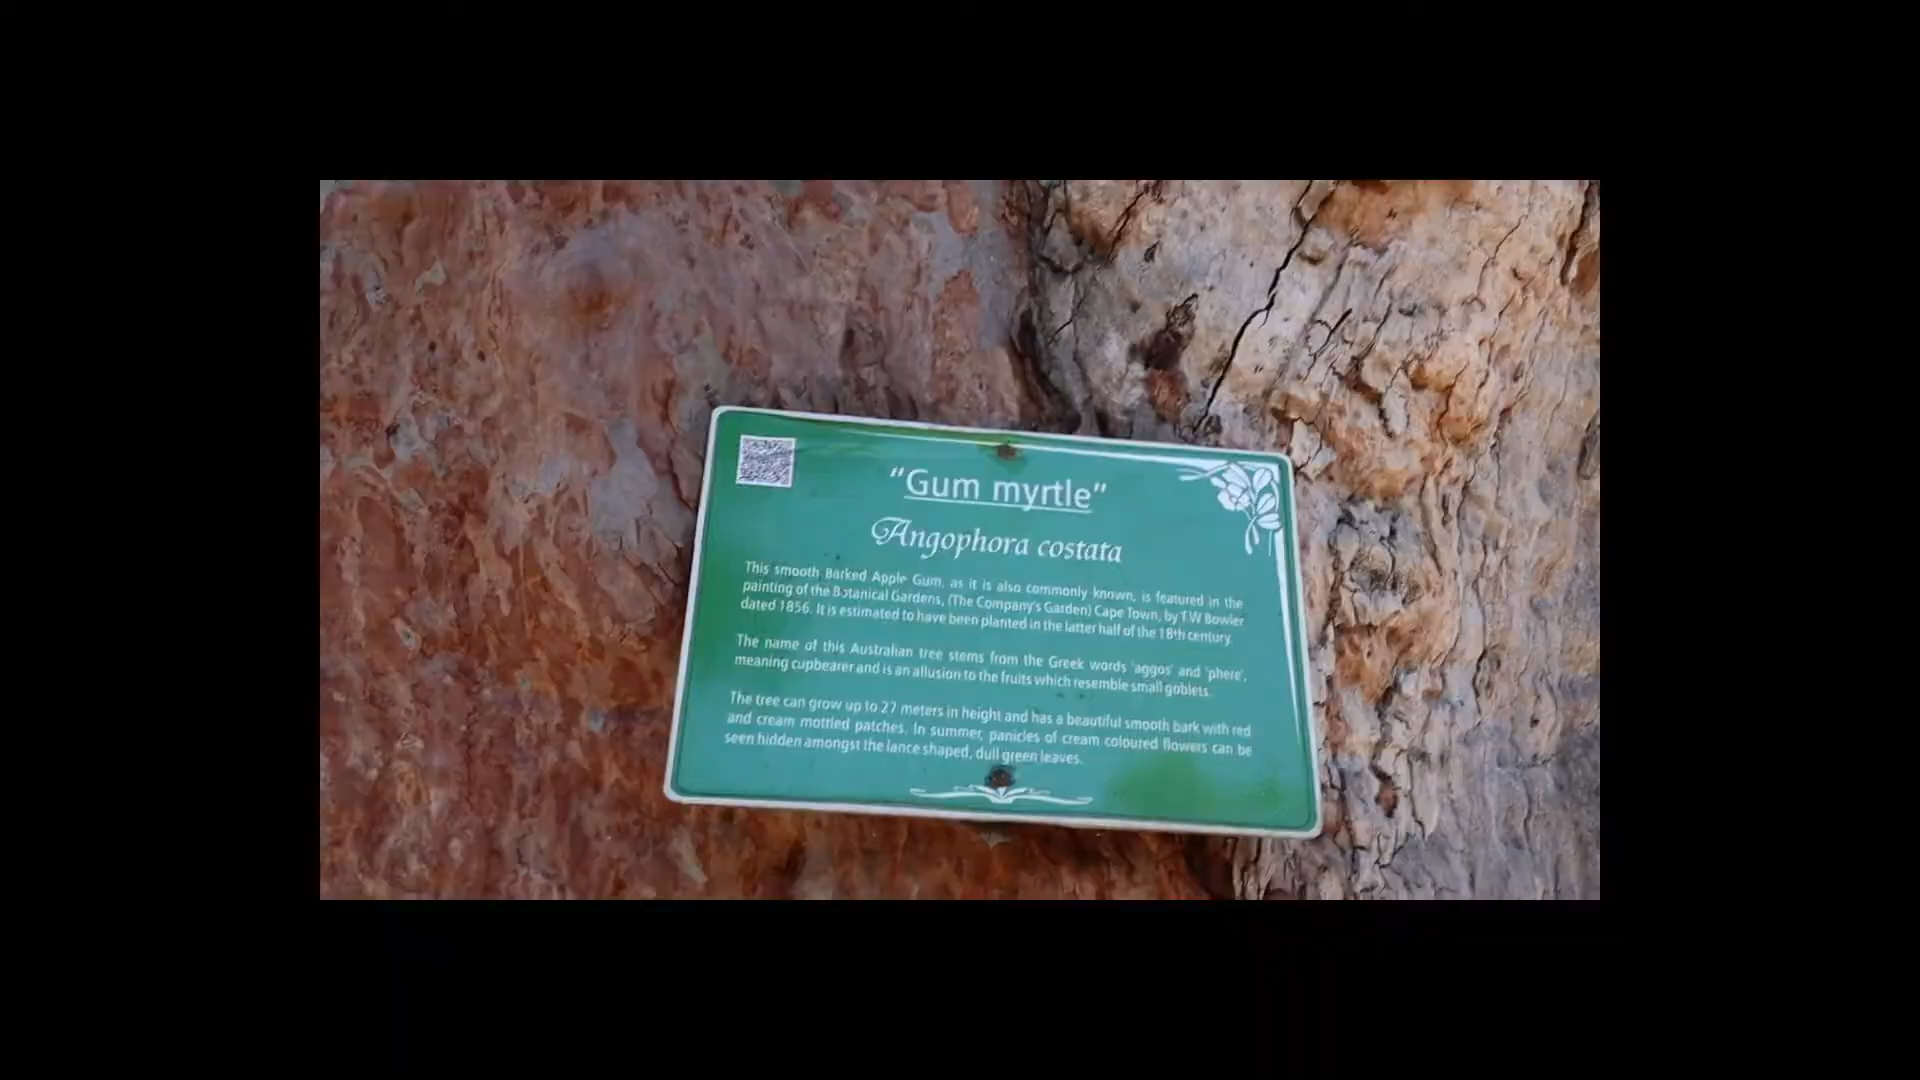 "Gum myrtle"
Angophora costata
This smooth Barked Apple Gum, as it is also commonly known, is featured in the
painting of the Botanical Gardens, (The Company's Garden) Cape Town, by T W Bowler
dated 1856. It is estimated to have been planted in the latter half of the 18th century.
The name of this Australian tree stems from the Greek words 'aggos' and 'phere',
meaning cupbearer and is an allusion to the fruits which resemble small goblets.
The tree can grow up to 27 meters in height and has a beautiful smooth bark with red
and cream mottled patches. In summer, panicles of cream coloured flowers can be
seen hidden amongst the lance shaped, dull green leaves.